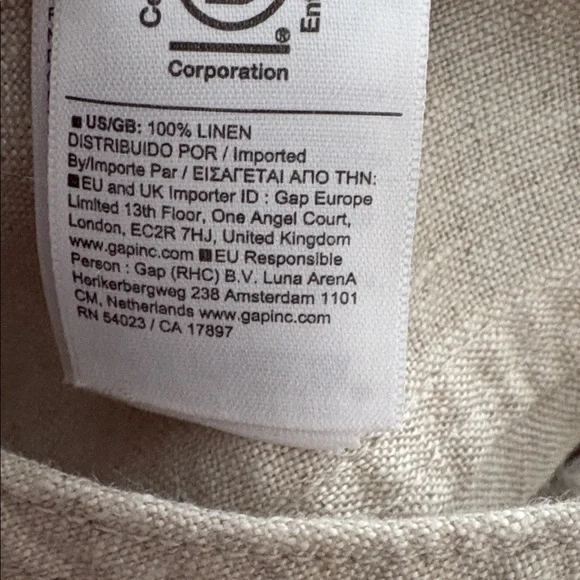 Ce
B
Env
®
Corporation
US/GB: 100% LINEN
DISTRIBUIDO POR / Imported
By/Importe Par / ΕΙΣΑΓΕΤΑΙ ΑΠΟ ΤΗΝ:
EU and UK Importer ID : Gap Europe
Limited 13th Floor, One Angel Court,
London, EC2R 7HJ, United Kingdom
www.gapinc.com EU Responsible
Person : Gap (RHC) B.V. Luna ArenA
Herikerbergweg 238 Amsterdam 1101
CM, Netherlands www.gapinc.com
RN 54023 / CA 17897